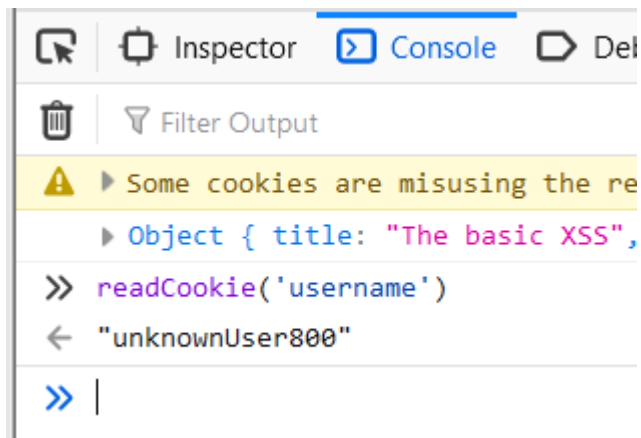 Inspector Console Deb
Filter Output
Some cookies are misusing the re
Object { title: "The basic XSS",
readCookie('username')
"unknownUser800"